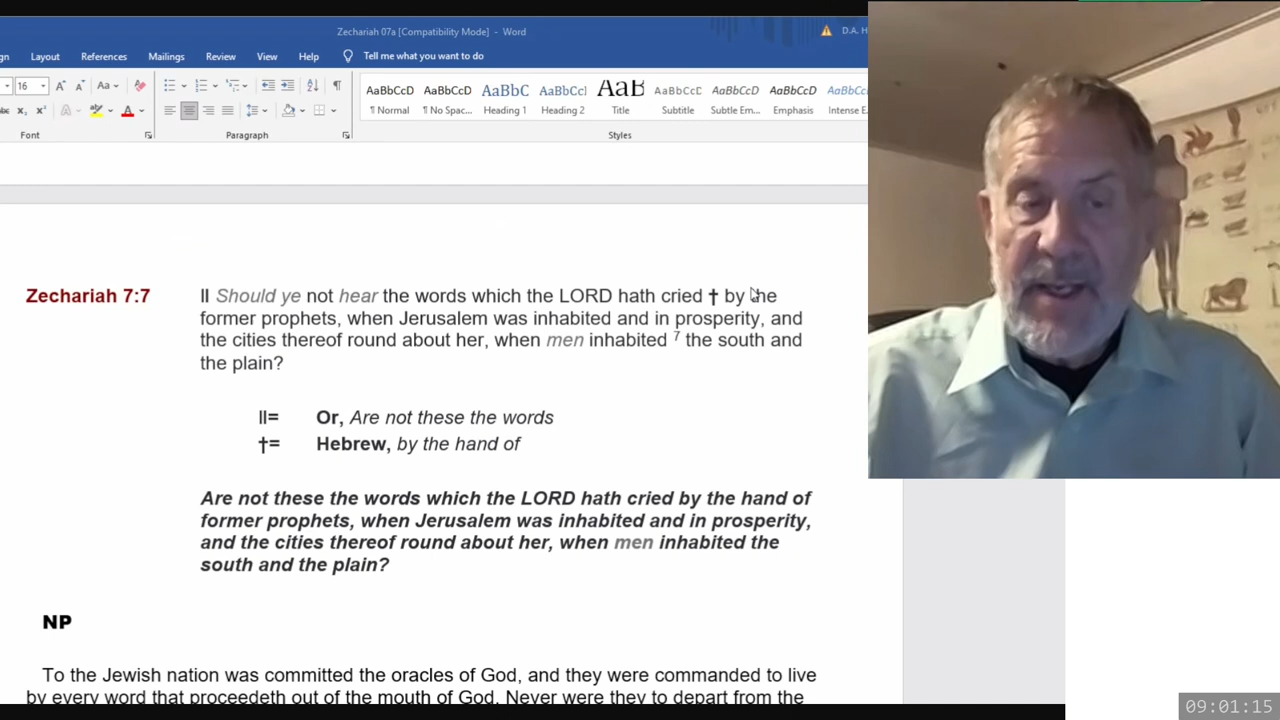 Zechariah 07a [Compatibility Mode] - Word
D.A. H
Layout References Mailings Review View Help Tell me what you want to do
16 Aa
AaBbCcD AaBbCcD AaBbC AaBbCcl AaB AaBbCcD AaBbCcD AaBbCcD AaBbCcD
¶ Normal ¶ No Spac... Heading 1 Heading 2 Title Subtitle Subtle Em... Emphasis Intense E
Font Paragraph Styles
Zechariah 7:7 ǁ Should ye not hear the words which the LORD hath cried † by the
former prophets, when Jerusalem was inhabited and in prosperity, and
the cities thereof round about her, when men inhabited ⁷ the south and
the plain?
ǁ= Or, Are not these the words
†= Hebrew, by the hand of
Are not these the words which the LORD hath cried by the hand of
former prophets, when Jerusalem was inhabited and in prosperity,
and the cities thereof round about her, when men inhabited the
south and the plain?
NP
To the Jewish nation was committed the oracles of God, and they were commanded to live
by every word that proceedeth out of the mouth of God. Never were they to depart from the
09:01:15